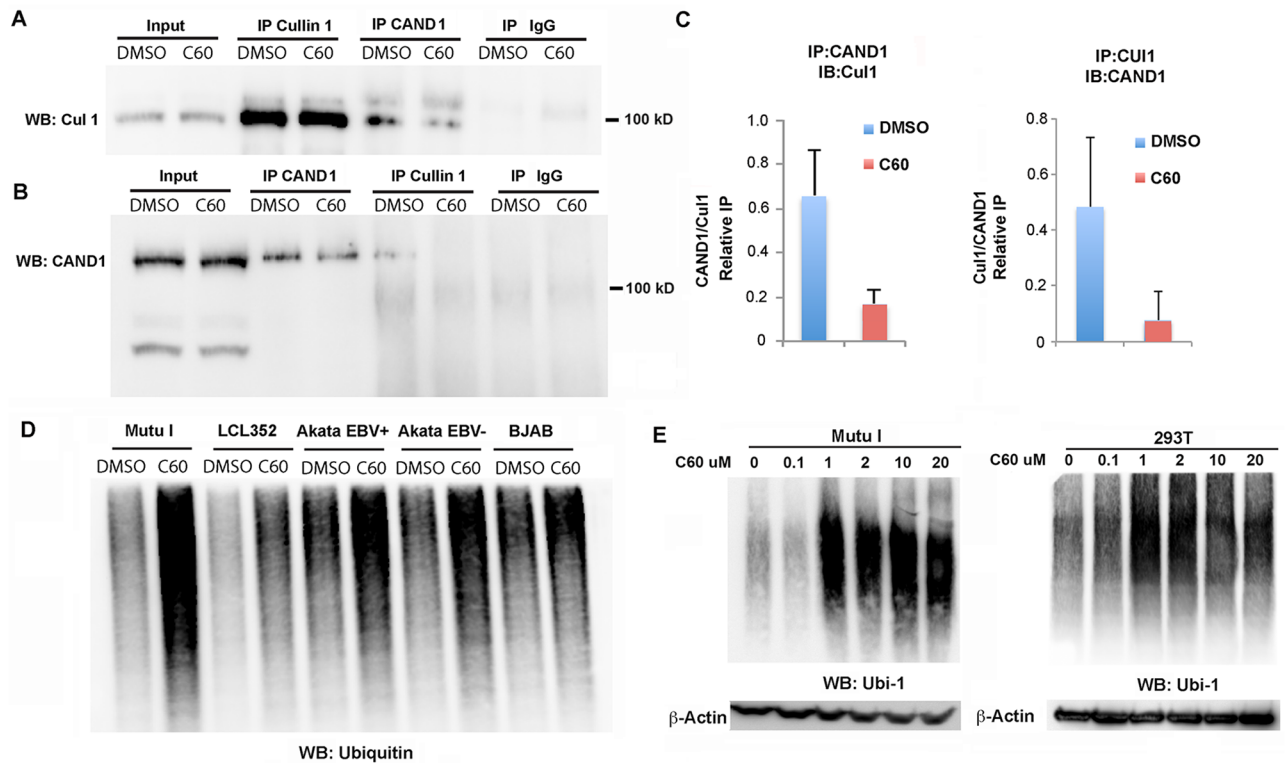 A
Input IP Cullin 1 IP CAND1 IP IgG
DMSO C60 DMSO C60 DMSO C60 DMSO C60
WB: Cul 1
100 kD
B
Input IP CAND1 IP Cullin 1 IP IgG
DMSO C60 DMSO C60 DMSO C60 DMSO C60
WB: CAND1
100 kD
C
IP:CAND1
IB:Cul1
CAND1/Cul1
Relative IP
1.0
0.8
0.6
0.4
0.2
0
DMSO
C60
IP:CUl1
IB:CAND1
Cul1/CAND1
Relative IP
0.8
0.6
0.4
0.2
0
DMSO
C60
D
Mutu I LCL352 Akata EBV+ Akata EBV- BJAB
DMSO C60 DMSO C60 DMSO C60 DMSO C60 DMSO C60
WB: Ubiquitin
E
Mutu I
C60 uM 0 0.1 1 2 10 20
WB: Ubi-1
β-Actin
293T
C60 uM 0 0.1 1 2 10 20
WB: Ubi-1
β-Actin